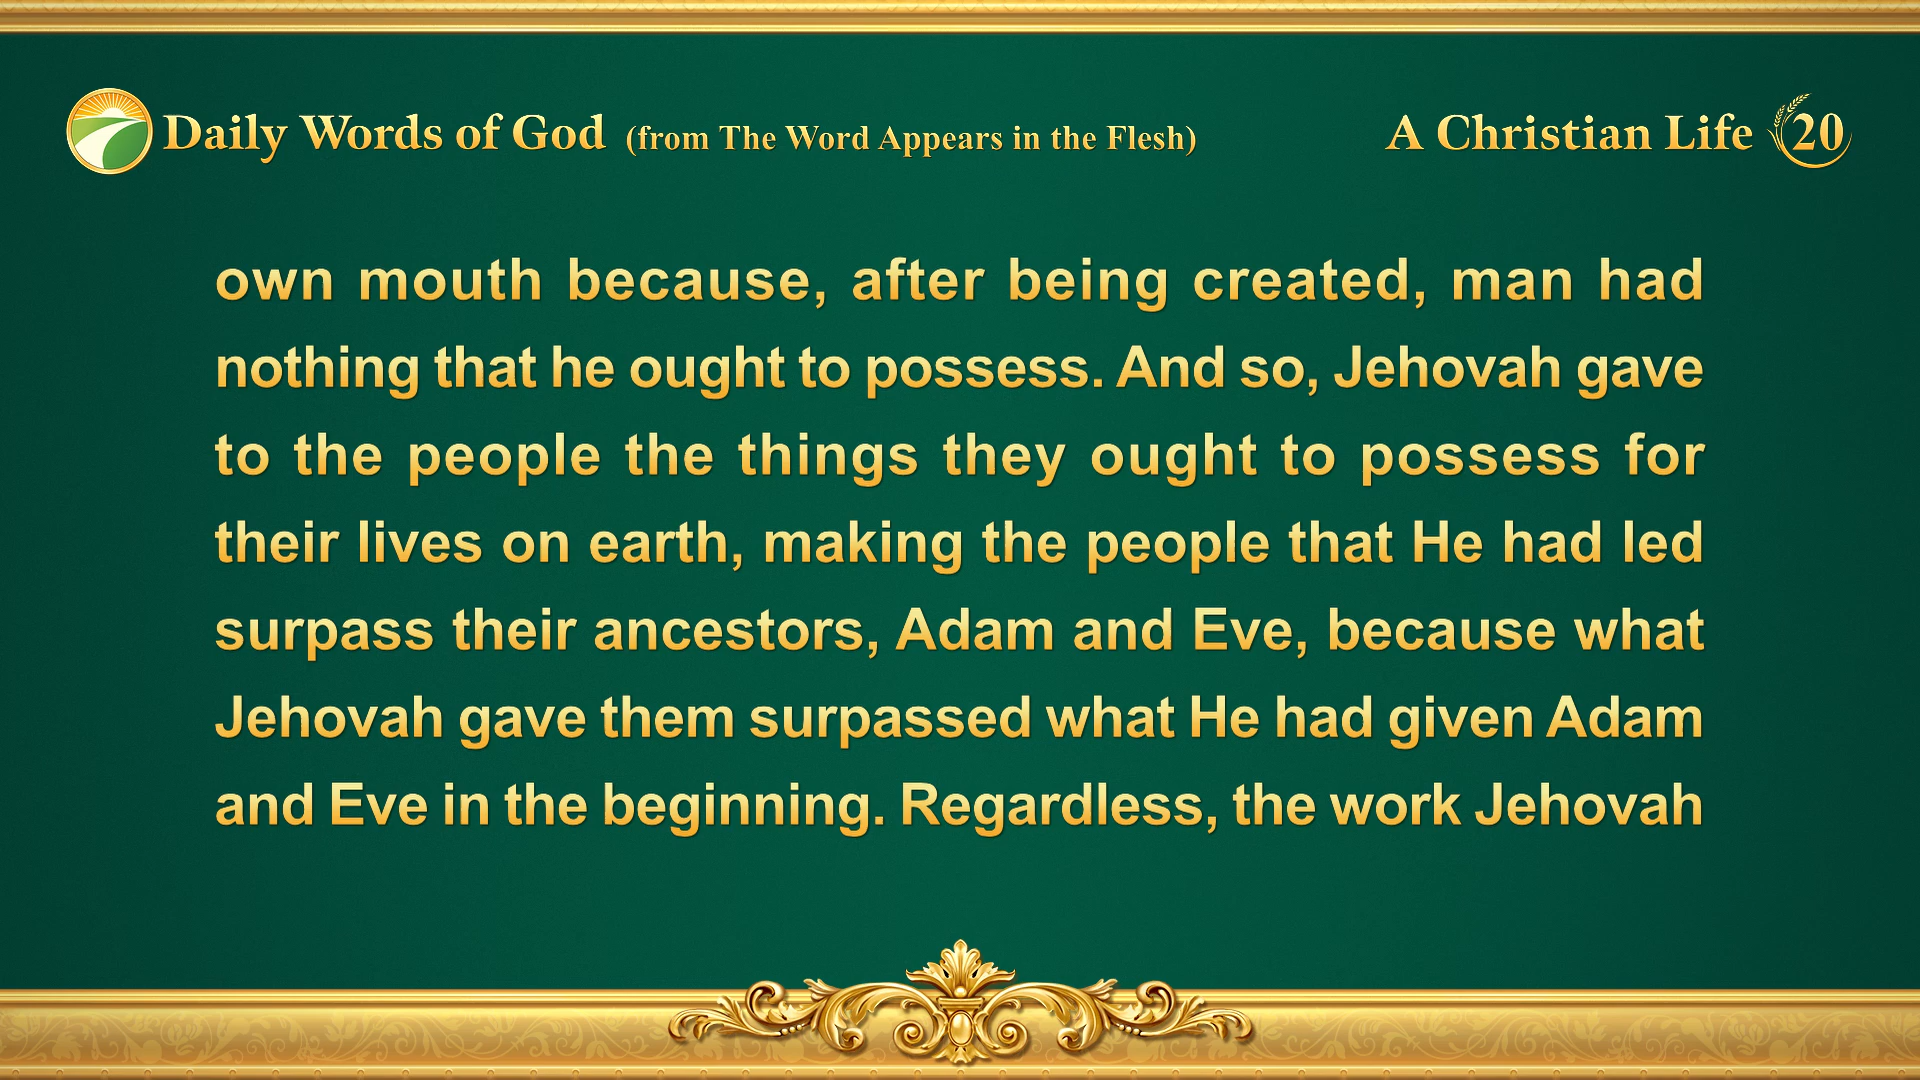 Daily Words of God (from The Word Appears in the Flesh)
A Christian Life 20
own mouth because, after being created, man had
nothing that he ought to possess. And so, Jehovah gave
to the people the things they ought to possess for
their lives on earth, making the people that He had led
surpass their ancestors, Adam and Eve, because what
Jehovah gave them surpassed what He had given Adam
and Eve in the beginning. Regardless, the work Jehovah